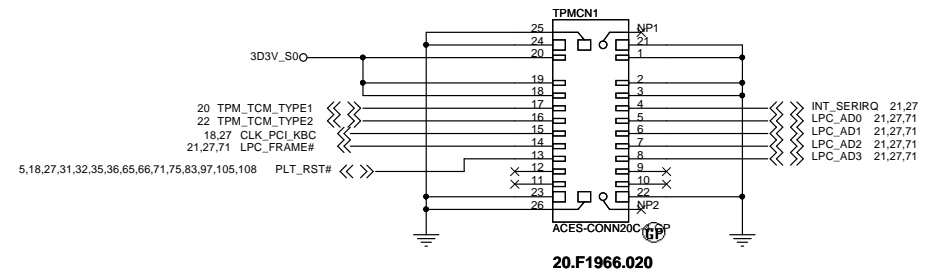 TPMCN1
25 NP1
24 21
3D3V_S0 20 1
19 2
18 3
20 TPM_TCM_TYPE1 17 4 INT_SERIRQ 21,27
22 TPM_TCM_TYPE2 16 5 LPC_AD0 21,27,71
18,27 CLK_PCI_KBC 15 6 LPC_AD1 21,27,71
21,27,71 LPC_FRAME# 14 7 LPC_AD2 21,27,71
13 8 LPC_AD3 21,27,71
5,18,27,31,32,35,36,65,66,71,75,83,97,105,108 PLT_RST# 12 9
11 10
23 22
26 NP2
ACES-CONN20C
GP
20.F1966.020